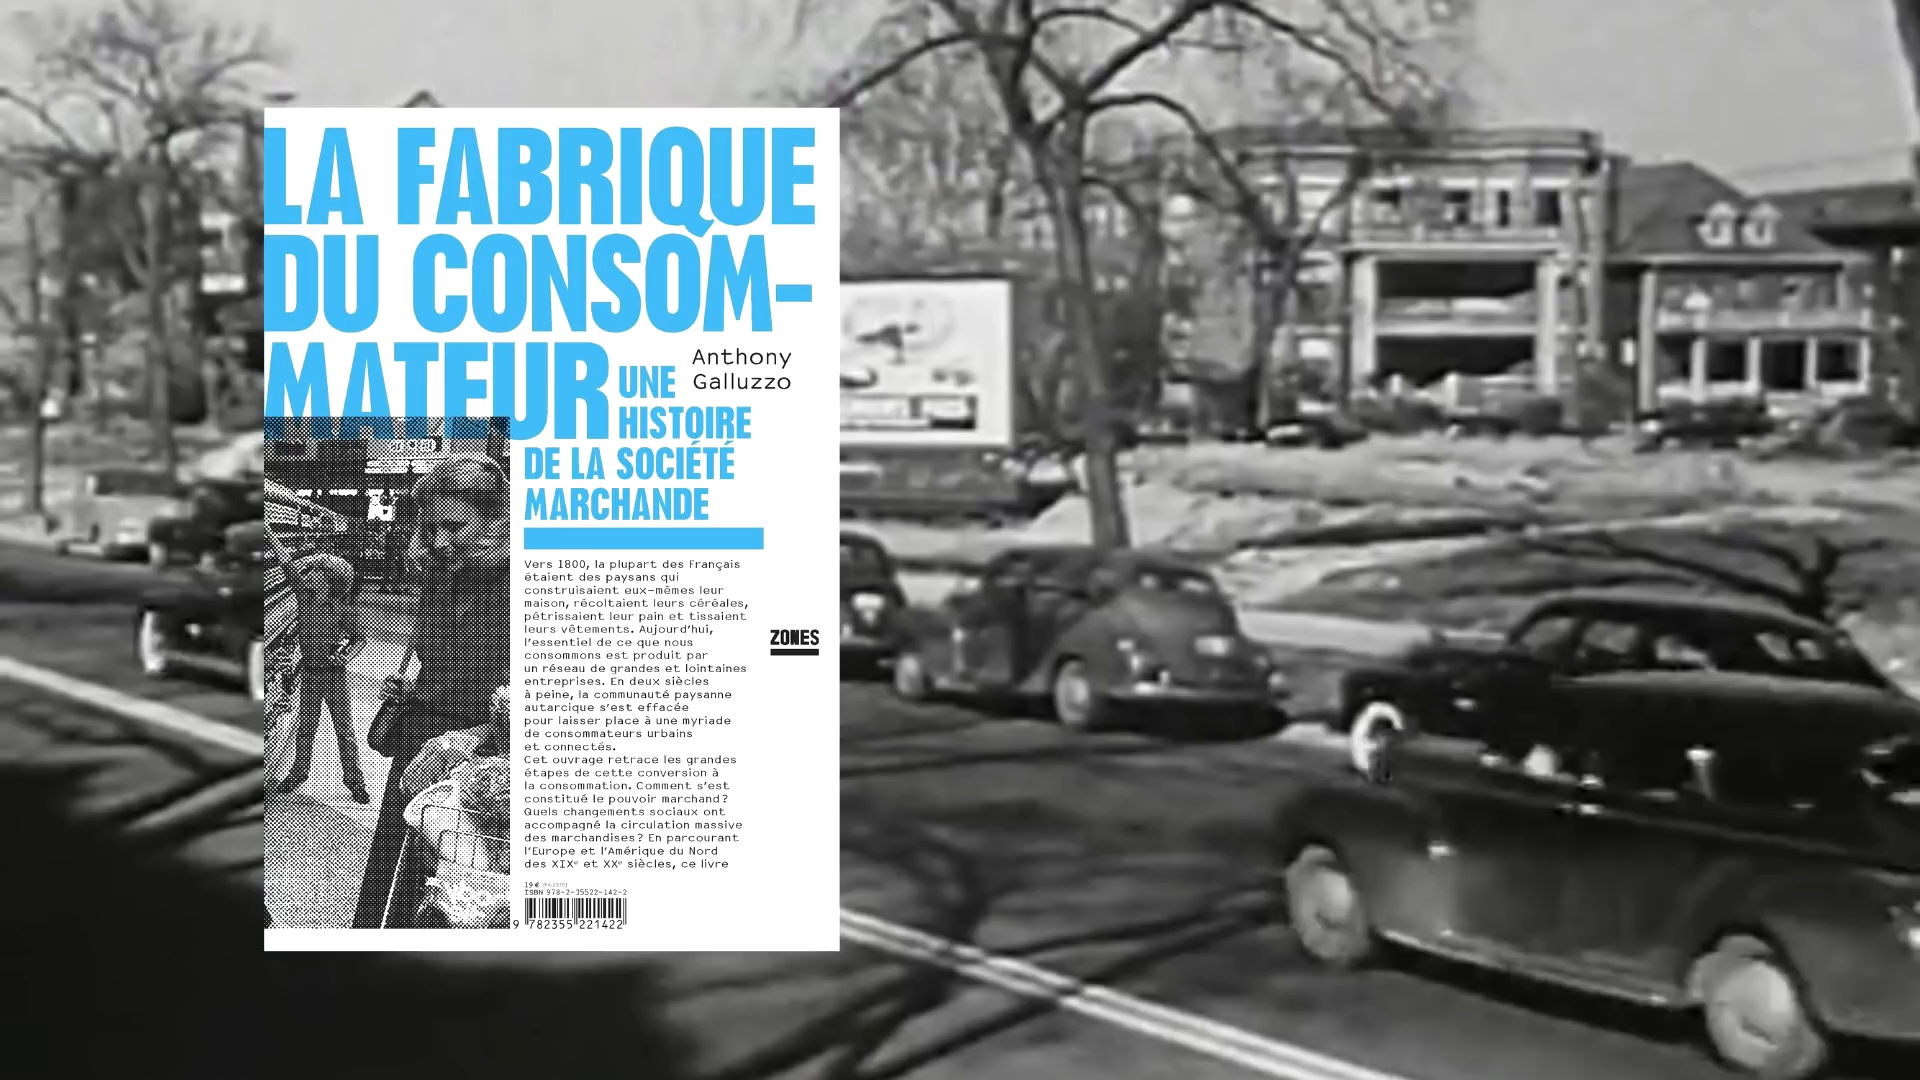 LA FABRIQUE
DU CONSOM-
MATEUR
Anthony
Galluzzo
UNE
HISTOIRE
DE LA SOCIÉTÉ
MARCHANDE
Vers 1800, la plupart des Français
étaient des paysans qui
construisaient eux-mêmes leur
maison, récoltaient leurs céréales,
pétrissaient leur pain et tissaient
leurs vêtements. Aujourd'hui,
l'essentiel de ce que nous
consommons est produit par
un réseau de grandes et lointaines
entreprises. En deux siècles
à peine, la communauté paysanne
autarcique s'est effacée
pour laisser place à une myriade
de consommateurs urbains
et connectés.
Cet ouvrage retrace les grandes
étapes de cette conversion à
la consommation. Comment s'est
constitué le pouvoir marchand ?
Quels changements sociaux ont
accompagné la circulation massive
des marchandises ? En parcourant
l'Europe et l'Amérique du Nord
des XIXᵉ et XXᵉ siècles, ce livre
ZONES
19 €
ISBN 978-2-35522-142-2
9 782355 221422